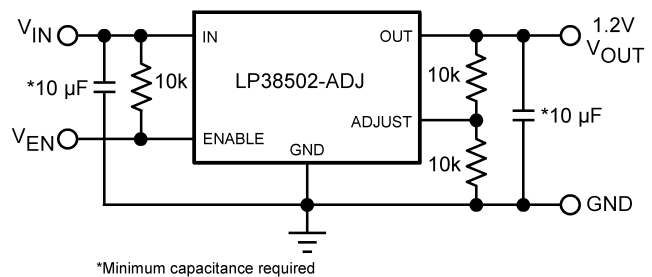 VIN
IN
OUT
1.2V
VOUT
*10 µF
10k
LP38502-ADJ
10k
ADJUST
*10 µF
VEN
ENABLE
GND
10k
GND
*Minimum capacitance required